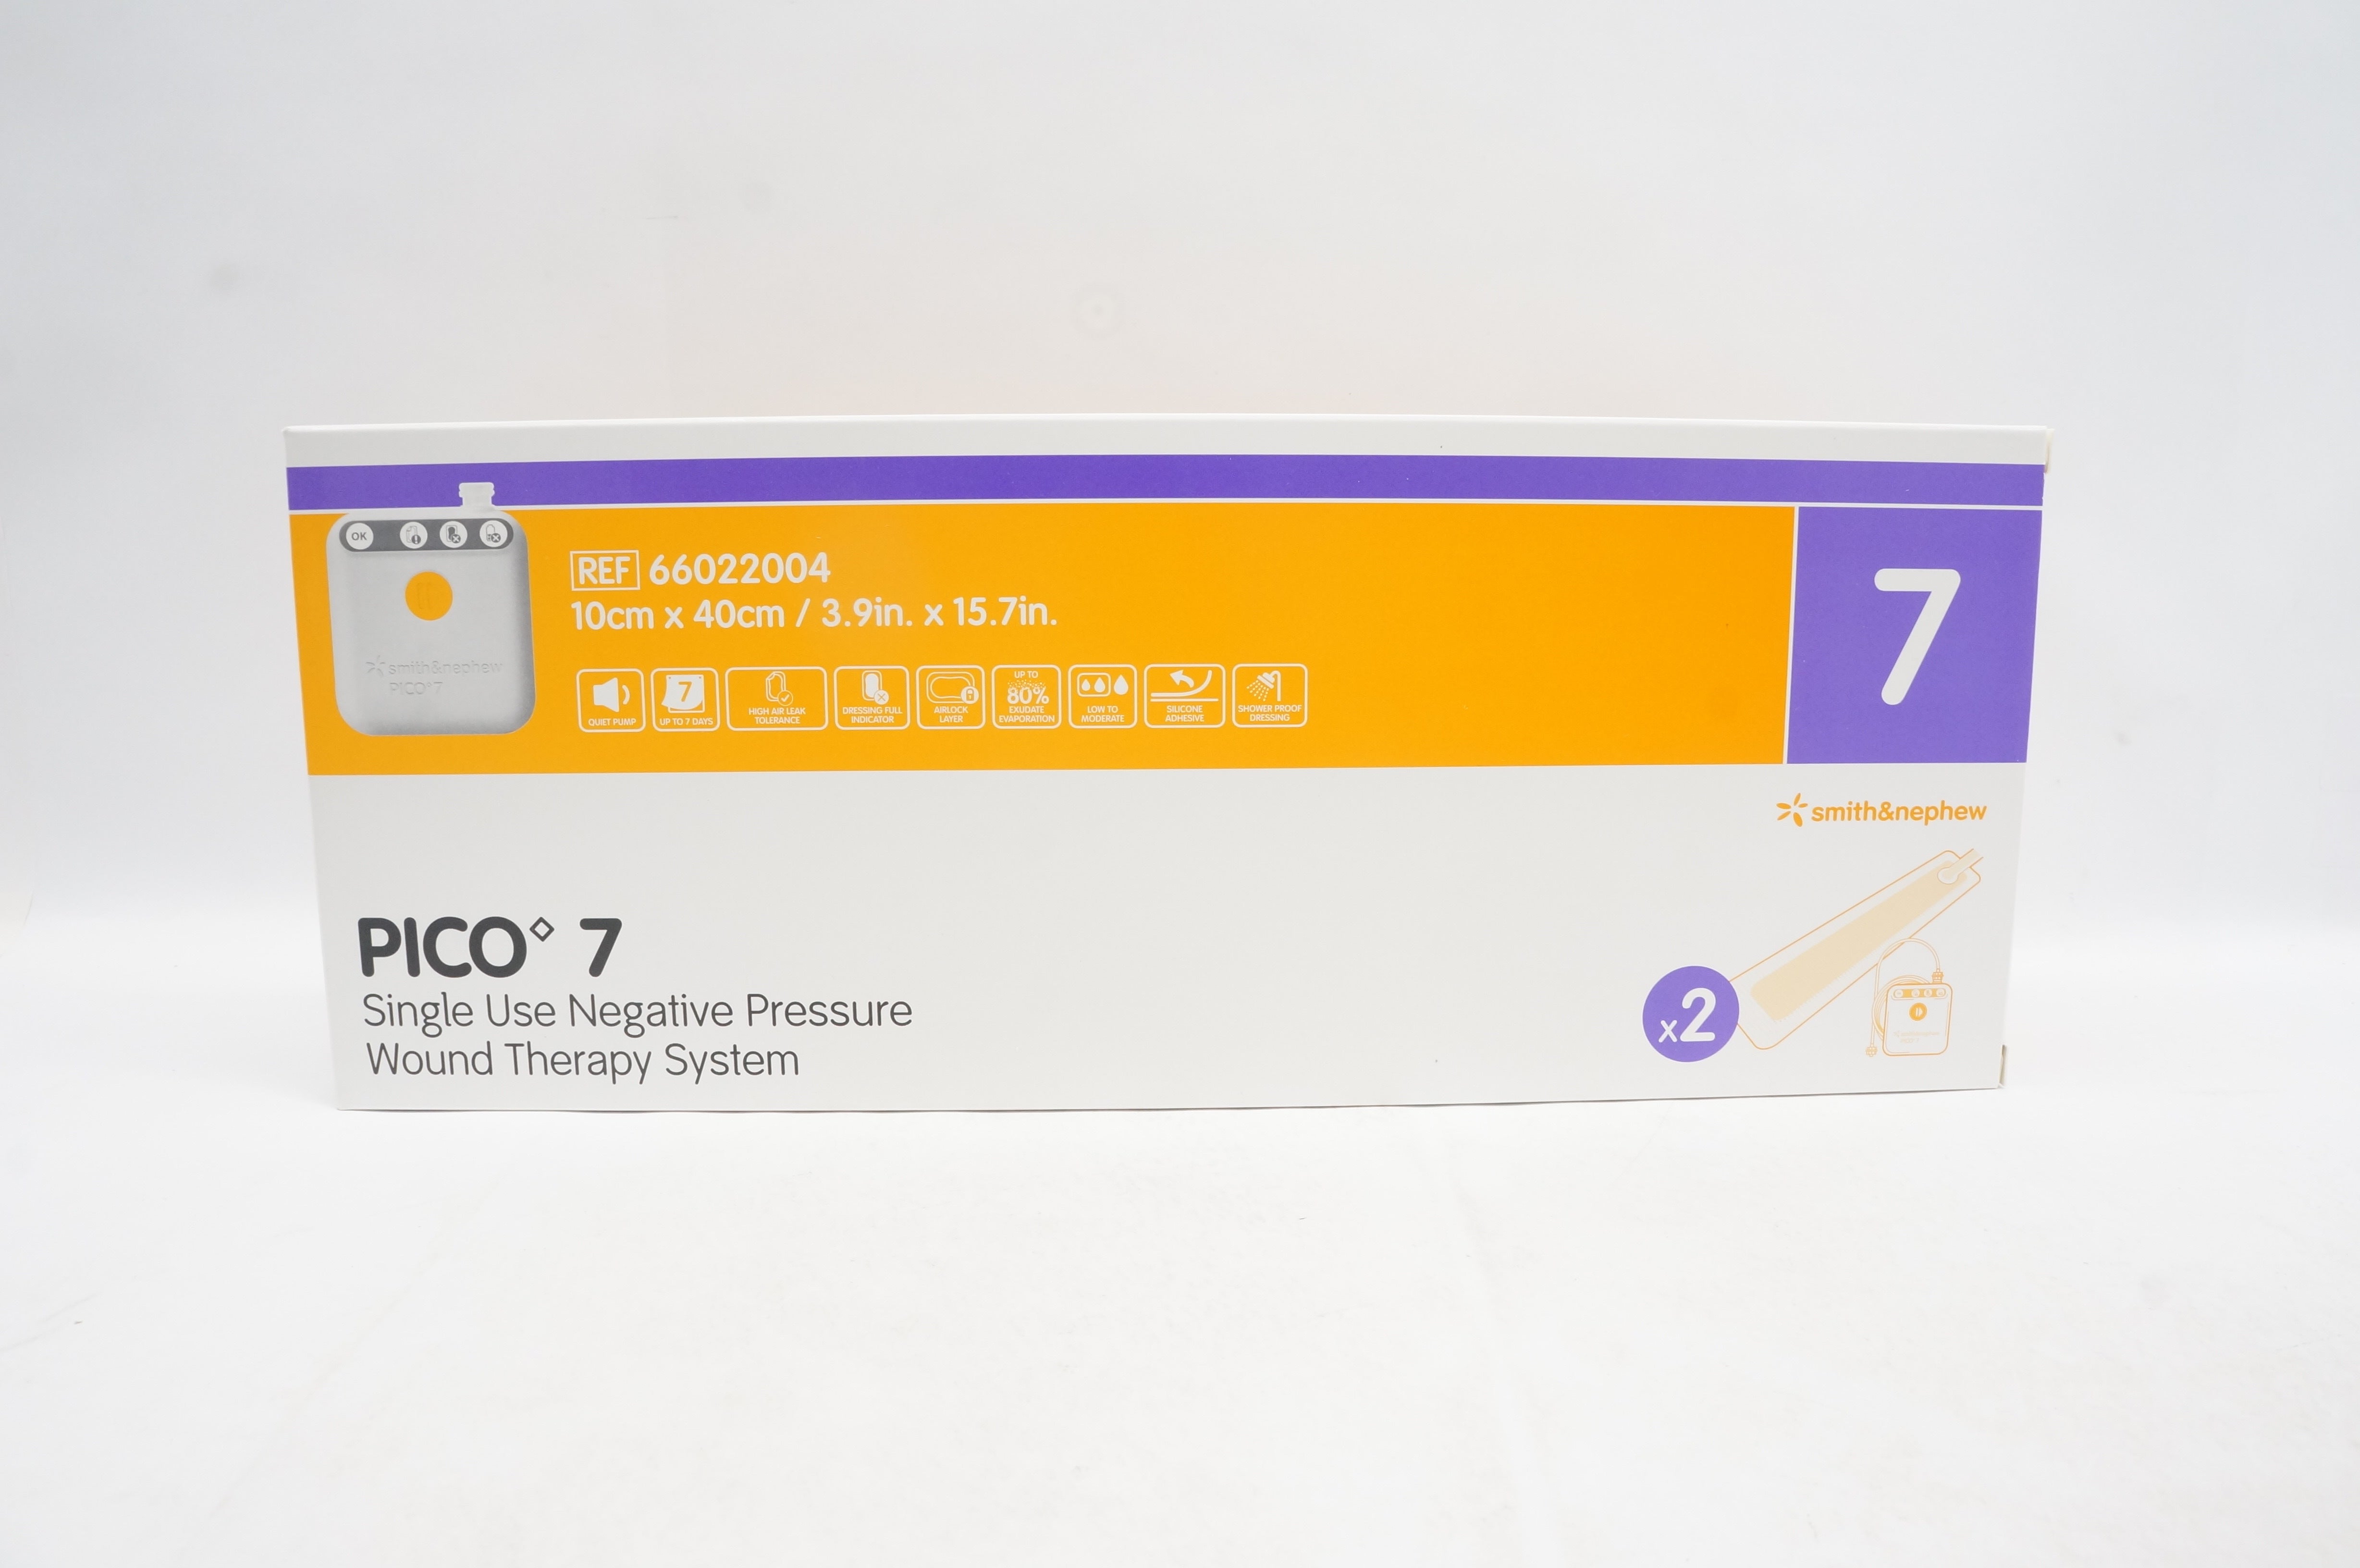 OK
smith&nephew
PICO◊7
REF 66022004
10cm x 40cm / 3.9in. x 15.7in.
QUIET PUMP
7
UP TO 7 DAYS
HIGH AIR LEAK
TOLERANCE
DRESSING FULL
INDICATOR
AIRLOCK
LAYER
UP TO
80%
EXUDATE
EVAPORATION
LOW TO
MODERATE
SILICONE
ADHESIVE
SHOWER PROOF
DRESSING
7
smith&nephew
PICO◊ 7
Single Use Negative Pressure
Wound Therapy System
x2